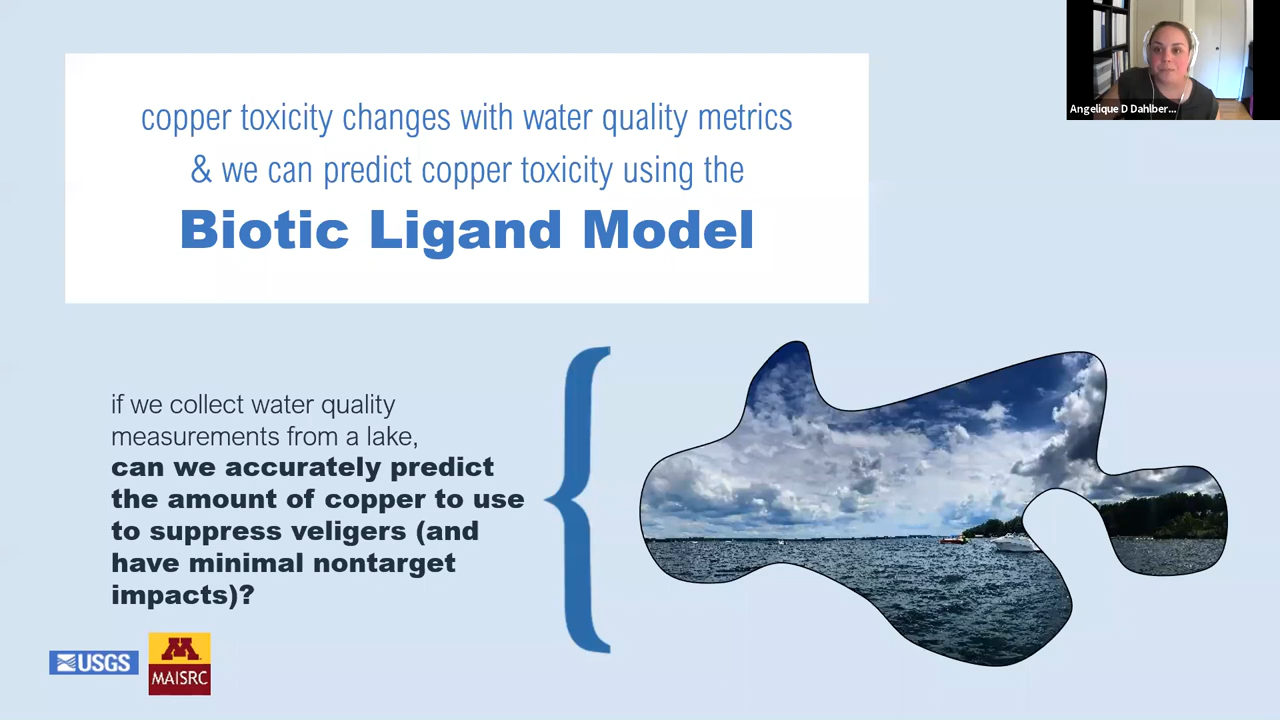 copper toxicity changes with water quality metrics
& we can predict copper toxicity using the
Biotic Ligand Model
Angelique D Dahlber...
if we collect water quality
measurements from a lake,
can we accurately predict
the amount of copper to use
to suppress veligers (and
have minimal nontarget
impacts)?
USGS
M
MAISRC